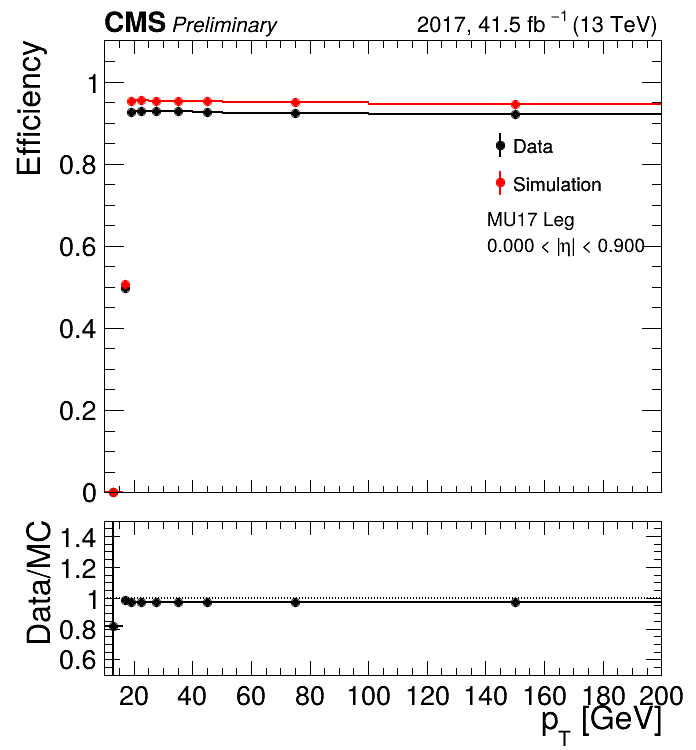 CMS Preliminary 2017, 41.5 fb⁻¹ (13 TeV)
Efficiency
1
0.8
0.6
0.4
0.2
0
Data
Simulation
MU17 Leg
0.000 < |η| < 0.900
Data/MC
1.4
1.2
1
0.8
0.6
20 40 60 80 100 120 140 160 180 200
p_T [GeV]